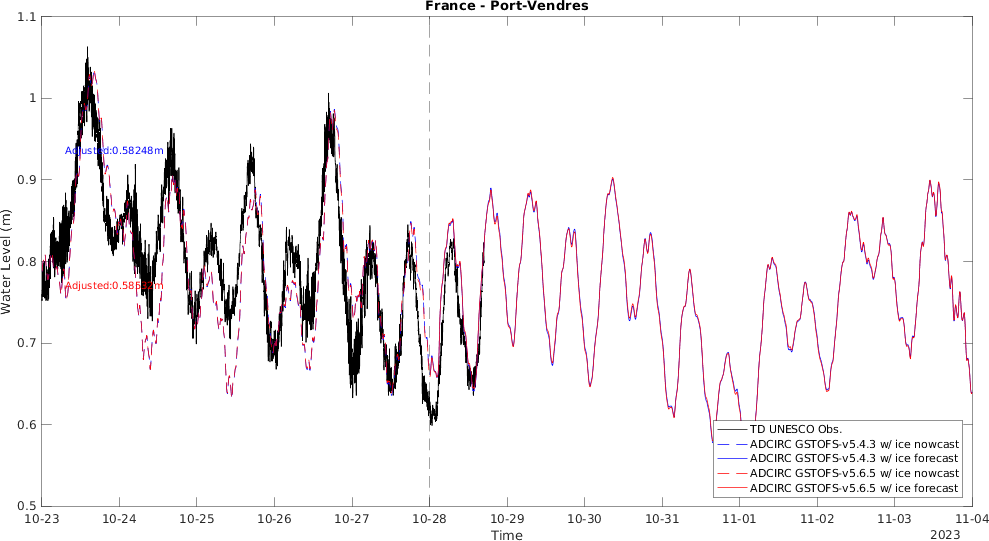 France - Port-Vendres
1.1
1
0.9
0.8
0.7
0.6
0.5
Water Level (m)
Adjusted:0.58248m
TD UNESCO Obs.
ADCIRC GSTOFS-v5.4.3 w/ ice nowcast
ADCIRC GSTOFS-v5.4.3 w/ ice forecast
ADCIRC GSTOFS-v5.6.5 w/ ice nowcast
ADCIRC GSTOFS-v5.6.5 w/ ice forecast
10-23 10-24 10-25 10-26 10-27 10-28 10-29 10-30 10-31 11-01 11-02 11-03 11-04
Time
2023